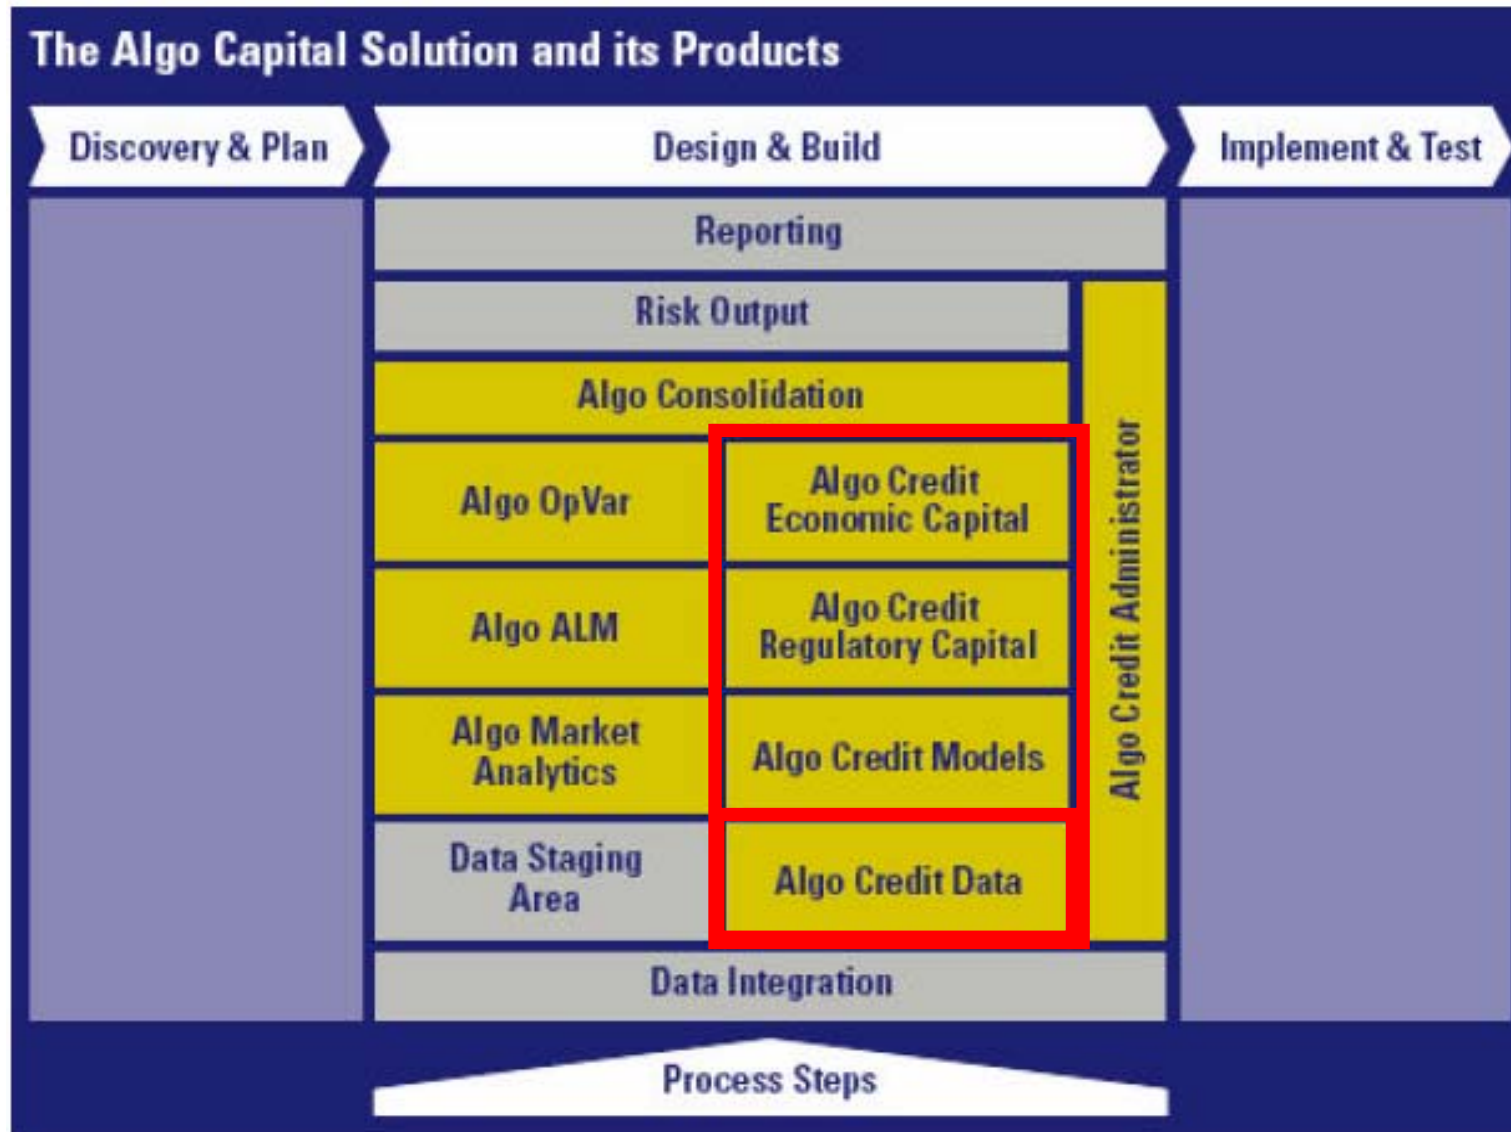 The Algo Capital Solution and its Products
Discovery & Plan
Design & Build
Implement & Test
Reporting
Risk Output
Algo Consolidation
Algo OpVar
Algo Credit
Economic Capital
Algo ALM
Algo Credit
Regulatory Capital
Algo Market
Analytics
Algo Credit Models
Data Staging
Area
Algo Credit Data
Algo Credit Administrator
Data Integration
Process Steps